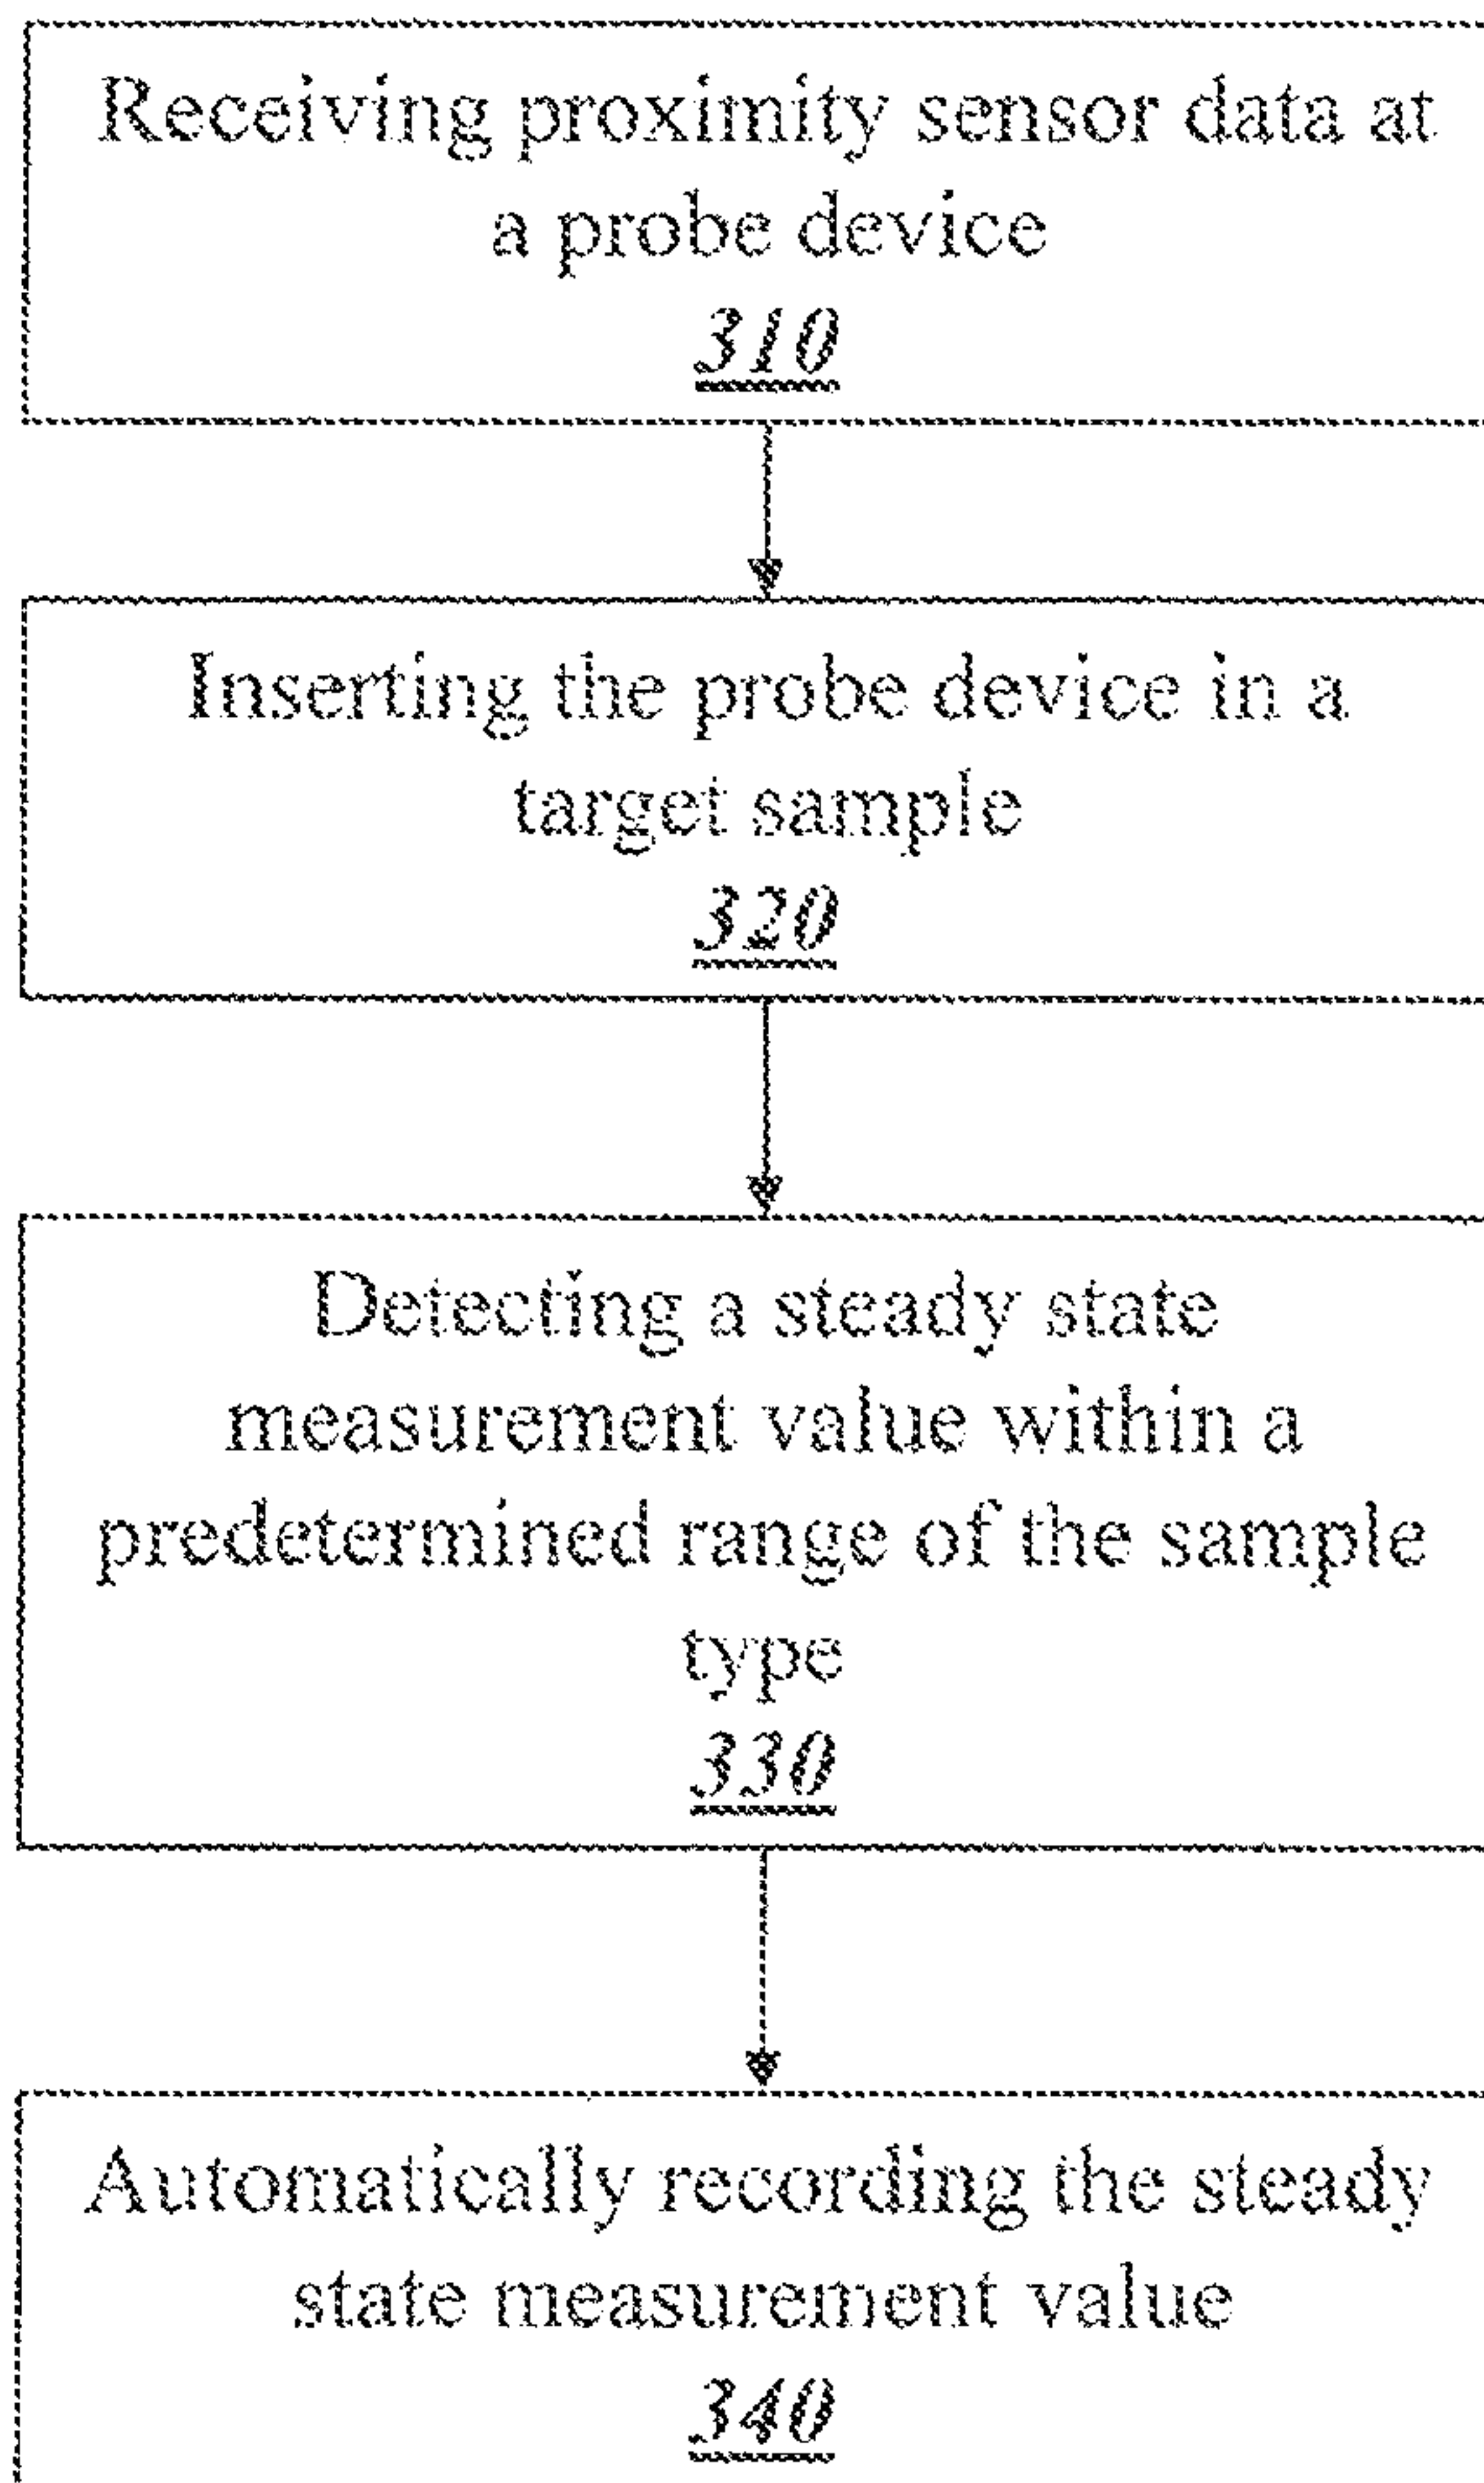 Receiving proximity sensor data at
a probe device
310
Inserting the probe device in a
target sample
320
Detecting a steady state
measurement value within a
predetermined range of the sample
type
330
Automatically recording the steady
state measurement value
340